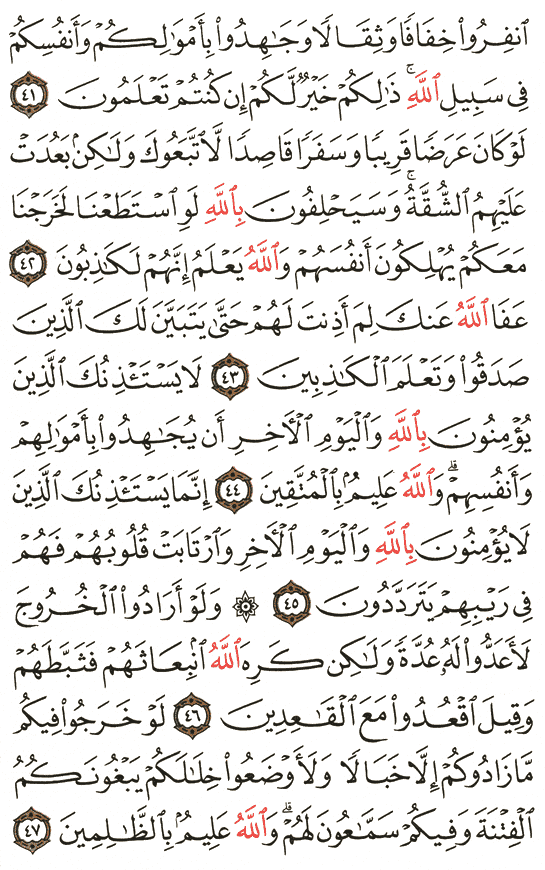 ٱنفِرُوا۟ خِفَافًا وَثِقَالًا وَجَـٰهِدُوا۟ بِأَمْوَٰلِكُمْ وَأَنفُسِكُمْ
فِى سَبِيلِ ٱللَّهِ ۚ ذَٰلِكُمْ خَيْرٌ لَّكُمْ إِن كُنتُمْ تَعْلَمُونَ ٤١
لَوْ كَانَ عَرَضًا قَرِيبًا وَسَفَرًا قَاصِدًا لَّٱتَّبَعُوكَ وَلَـٰكِنۢ بَعُدَتْ
عَلَيْهِمُ ٱلشُّقَّةُ ۚ وَسَيَحْلِفُونَ بِٱللَّهِ لَوِ ٱسْتَطَعْنَا لَخَرَجْنَا
مَعَكُمْ يُهْلِكُونَ أَنفُسَهُمْ وَٱللَّهُ يَعْلَمُ إِنَّهُمْ لَكَـٰذِبُونَ ٤٢
عَفَا ٱللَّهُ عَنكَ لِمَ أَذِنتَ لَهُمْ حَتَّىٰ يَتَبَيَّنَ لَكَ ٱلَّذِينَ
صَدَقُوا۟ وَتَعْلَمَ ٱلْكَـٰذِبِينَ ٤٣ لَا يَسْتَـْٔذِنُكَ ٱلَّذِينَ
يُؤْمِنُونَ بِٱللَّهِ وَٱلْيَوْمِ ٱلْـَٔاخِرِ أَن يُجَـٰهِدُوا۟ بِأَمْوَٰلِهِمْ
وَأَنفُسِهِمْ ۗ وَٱللَّهُ عَلِيمٌۢ بِٱلْمُتَّقِينَ ٤٤ إِنَّمَا يَسْتَـْٔذِنُكَ ٱلَّذِينَ
لَا يُؤْمِنُونَ بِٱللَّهِ وَٱلْيَوْمِ ٱلْـَٔاخِرِ وَٱرْتَابَتْ قُلُوبُهُمْ فَهُمْ
فِى رَيْبِهِمْ يَتَرَدَّدُونَ ٤٥ ۞ وَلَوْ أَرَادُوا۟ ٱلْخُرُوجَ
لَأَعَدُّوا۟ لَهُۥ عُدَّةً وَلَـٰكِن كَرِهَ ٱللَّهُ ٱنۢبِعَاثَهُمْ فَثَبَّطَهُمْ
وَقِيلَ ٱقْعُدُوا۟ مَعَ ٱلْقَـٰعِدِينَ ٤٦ لَوْ خَرَجُوا۟ فِيكُم
مَّا زَادُوكُمْ إِلَّا خَبَالًا وَلَأَوْضَعُوا۟ خِلَـٰلَكُمْ يَبْغُونَكُمُ
ٱلْفِتْنَةَ وَفِيكُمْ سَمَّـٰعُونَ لَهُمْ ۗ وَٱللَّهُ عَلِيمٌۢ بِٱلظَّـٰلِمِينَ ٤٧